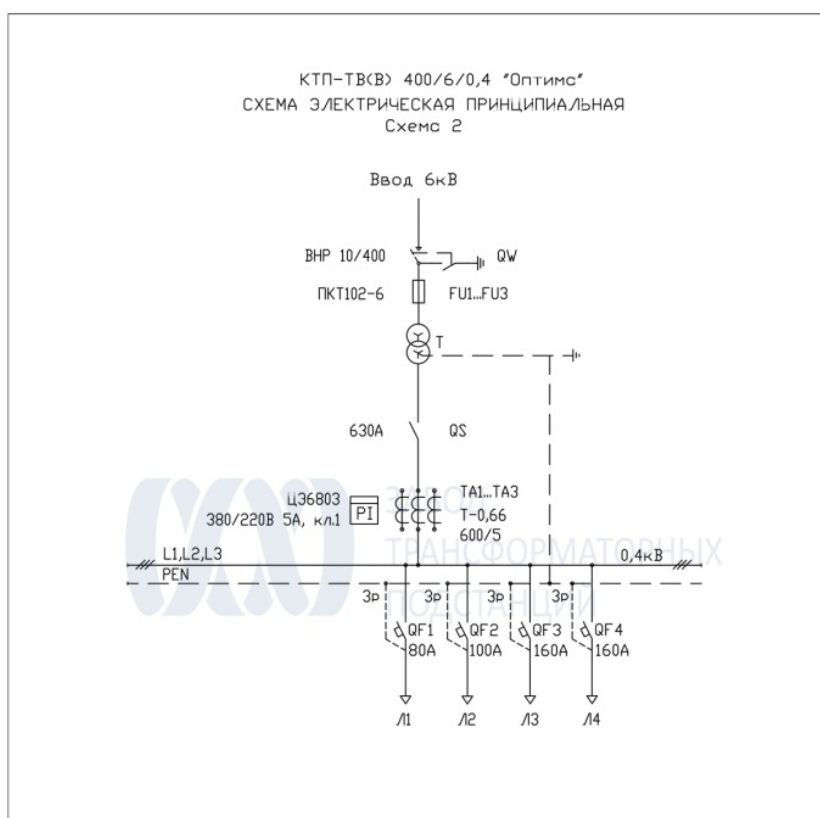 КТП-ТВ(В) 400/6/0,4 "Оптима"
СХЕМА ЭЛЕКТРИЧЕСКАЯ ПРИНЦИПИАЛЬНАЯ
Схема 2
Ввод 6кВ
ВНР 10/400 QW
ПКТ102-6 FU1...FU3
Т
630А QS
ЦЭ6803
380/220В 5А, кл.1
PI
ТА1...ТА3
Т-0,66
600/5
ЗАВОД
ТРАНСФОРМАТОРНЫХ
ПОДСТАНЦИЙ
L1,L2,L3 0,4кВ
PEN
3р 3р 3р 3р
QF1 QF2 QF3 QF4
80А 100А 160А 160А
Л1 Л2 Л3 Л4